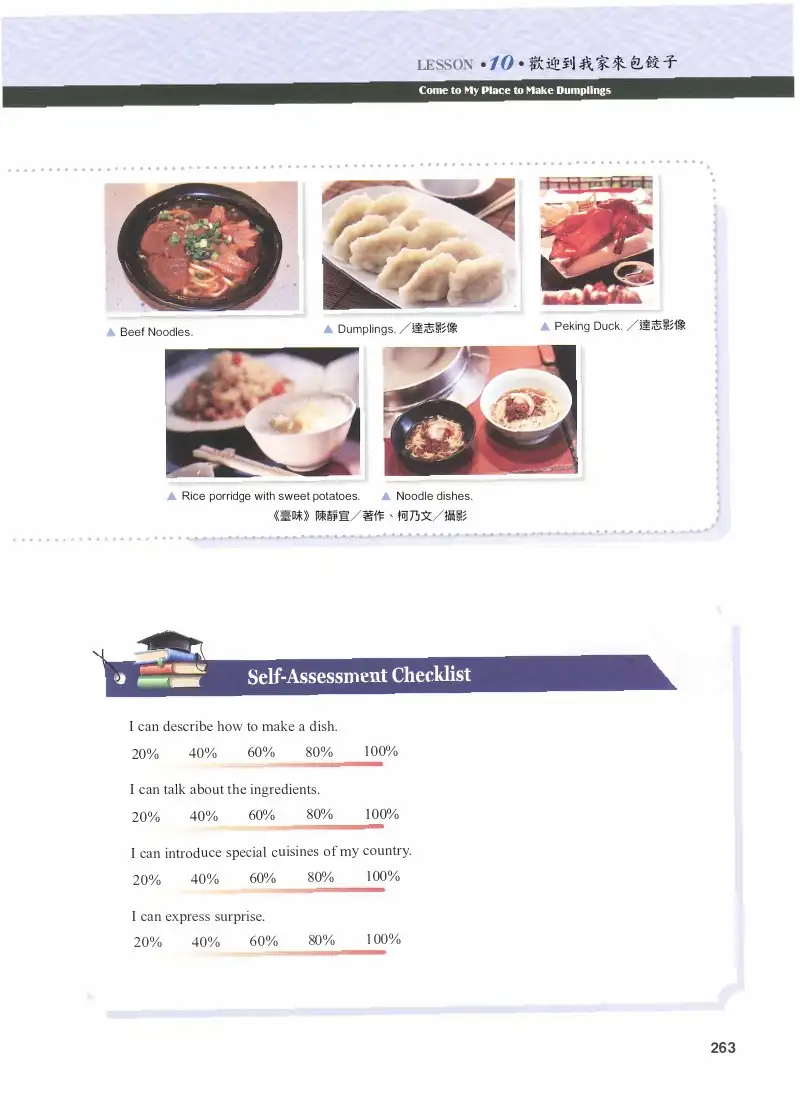 LESSON • 10 • 歡迎到我家來包餃子
Come to My Place to Make Dumplings
▲ Beef Noodles.
▲ Dumplings. ╱達志影像
▲ Peking Duck. ╱達志影像
▲ Rice porridge with sweet potatoes.
▲ Noodle dishes.
《臺味》陳靜宜╱著作、柯乃文╱攝影
Self-Assessment Checklist
I can describe how to make a dish.
20% 40% 60% 80% 100%
I can talk about the ingredients.
20% 40% 60% 80% 100%
I can introduce special cuisines of my country.
20% 40% 60% 80% 100%
I can express surprise.
20% 40% 60% 80% 100%
263